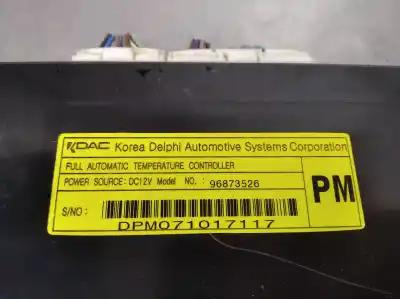 KDAC Korea Delphi Automotive Systems Corporation
FULL AUTOMATIC TEMPERATURE CONTROLLER
POWER SOURCE: DC12V Model NO. : 96873526
PM
S/NO :
DPM071017117